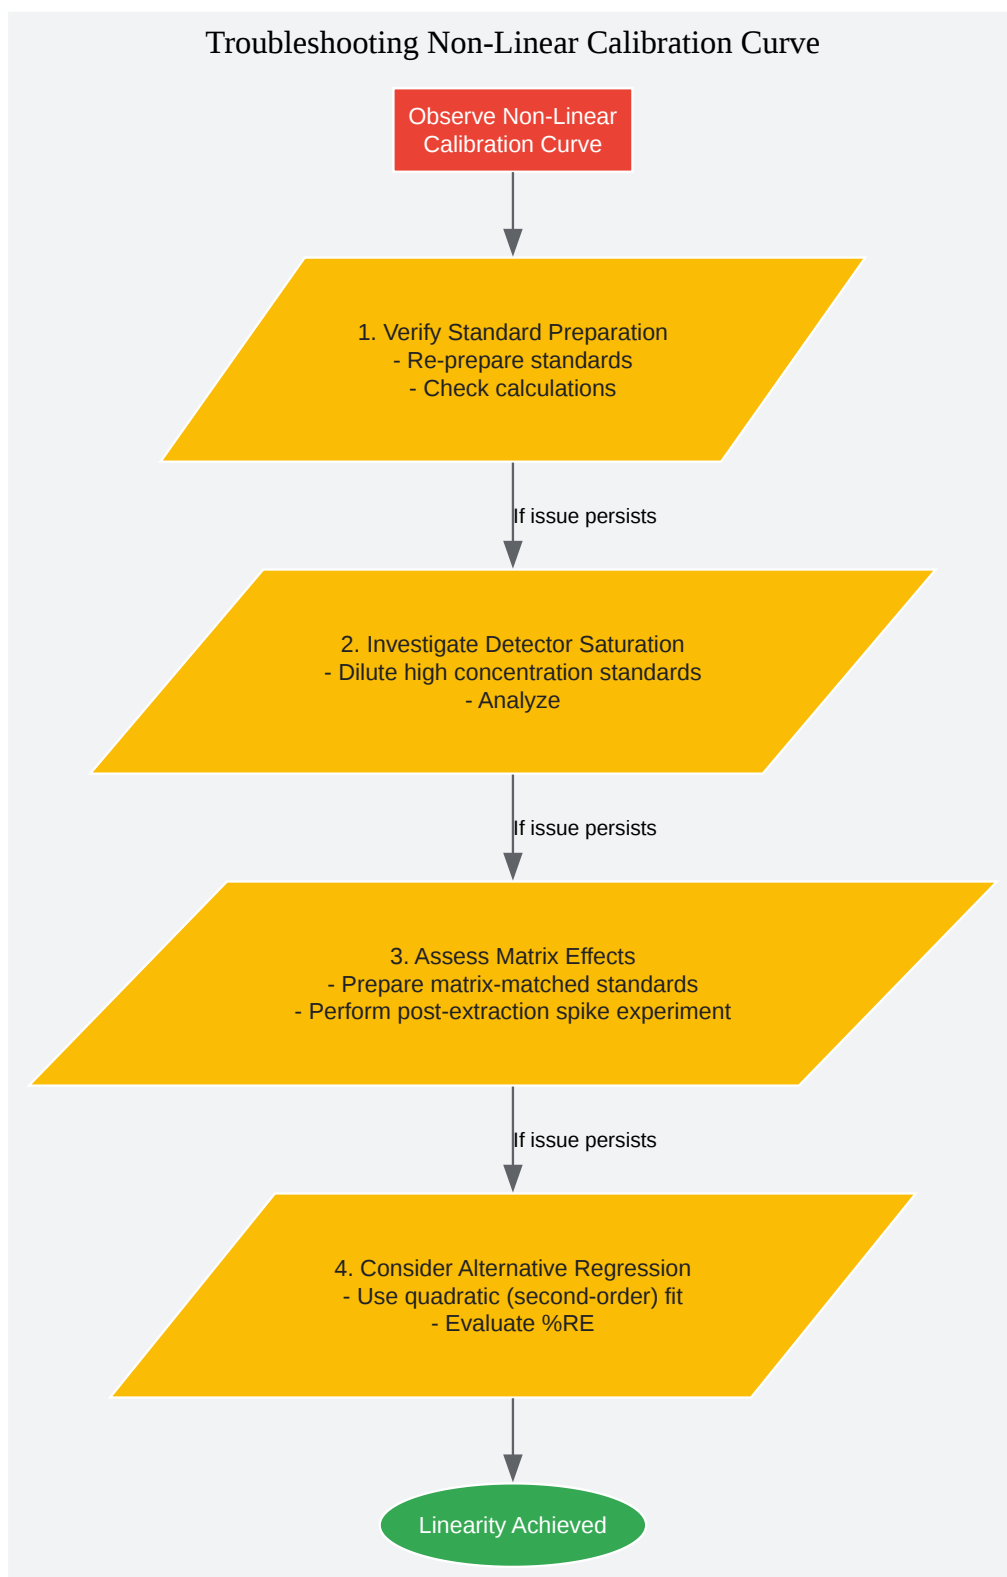 Troubleshooting Non-Linear Calibration Curve
Observe Non-Linear
Calibration Curve
1. Verify Standard Preparation
- Re-prepare standards
- Check calculations
If issue persists
2. Investigate Detector Saturation
- Dilute high concentration standards
- Analyze
If issue persists
3. Assess Matrix Effects
- Prepare matrix-matched standards
- Perform post-extraction spike experiment
If issue persists
4. Consider Alternative Regression
- Use quadratic (second-order) fit
- Evaluate %RE
Linearity Achieved